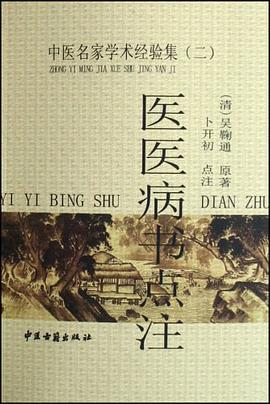 中医名家学术经验集（二）
ZHONG YI MING JIA XUE SHU JING YAN JI
（清）吴鞠通 原著
卜开初 点注
医医病书点注
YI YI BING SHU DIAN ZHU
中医古籍出版社